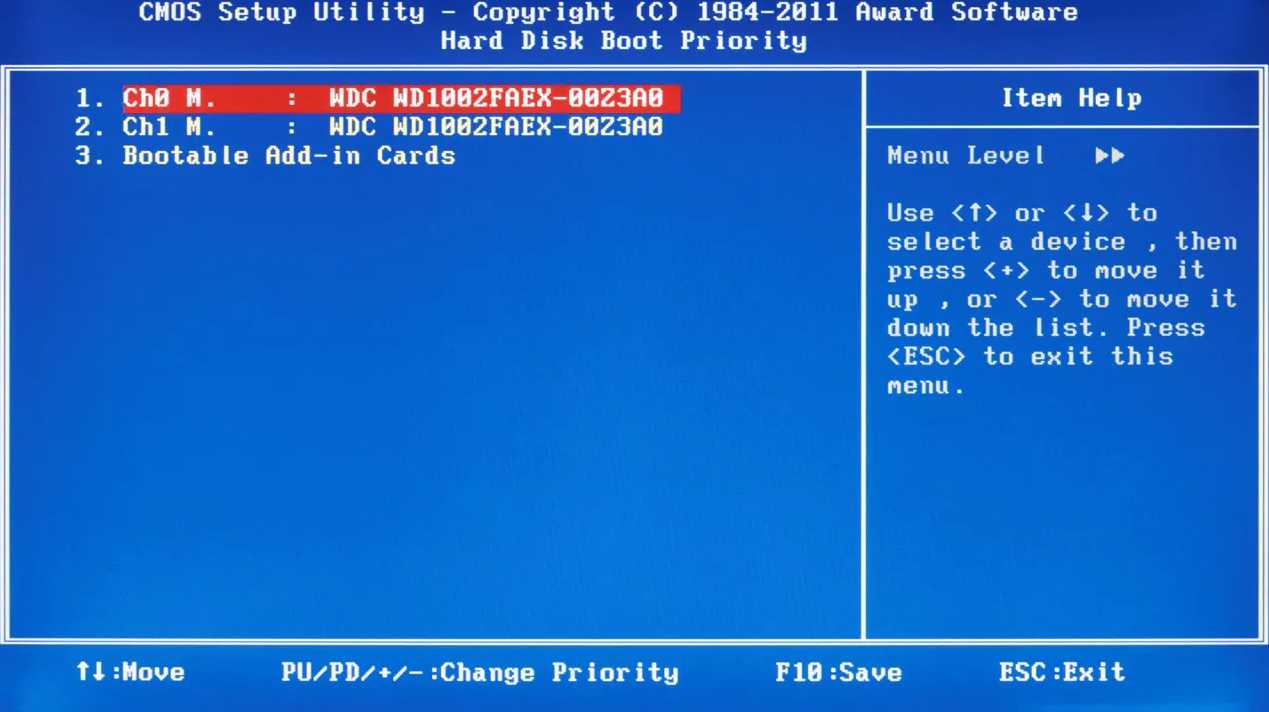 CMOS Setup Utility - Copyright (C) 1984-2011 Award Software
Hard Disk Boot Priority
1. Ch0 M. : WDC WD1002FAEX-00Z3A0
2. Ch1 M. : WDC WD1002FAEX-00Z3A0
3. Bootable Add-in Cards
Item Help
Menu Level ▶▶
Use <↑> or <↓> to
select a device , then
press <+> to move it
up , or <-> to move it
down the list. Press
<ESC> to exit this
menu.
↑↓:Move PU/PD/+/-:Change Priority F10:Save ESC:Exit